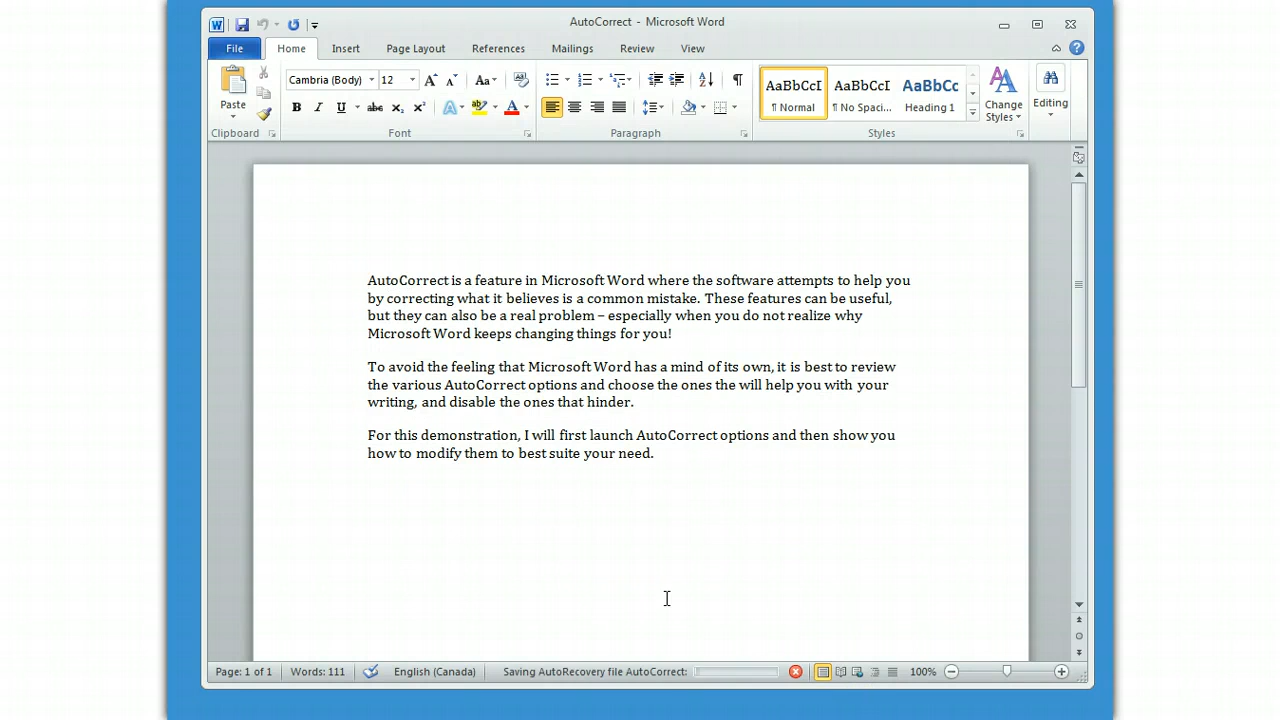 AutoCorrect - Microsoft Word
File Home Insert Page Layout References Mailings Review View
Cambria (Body) 12 Aa AaBbCcI AaBbCcI AaBbCc
Paste B I U abc x₂ x² A ab A ¶ Normal ¶ No Spaci... Heading 1 Change Styles Editing
Clipboard Font Paragraph Styles
AutoCorrect is a feature in Microsoft Word where the software attempts to help you
by correcting what it believes is a common mistake. These features can be useful,
but they can also be a real problem – especially when you do not realize why
Microsoft Word keeps changing things for you!
To avoid the feeling that Microsoft Word has a mind of its own, it is best to review
the various AutoCorrect options and choose the ones the will help you with your
writing, and disable the ones that hinder.
For this demonstration, I will first launch AutoCorrect options and then show you
how to modify them to best suite your need.
Page: 1 of 1 Words: 111 English (Canada) Saving AutoRecovery file AutoCorrect: 100%